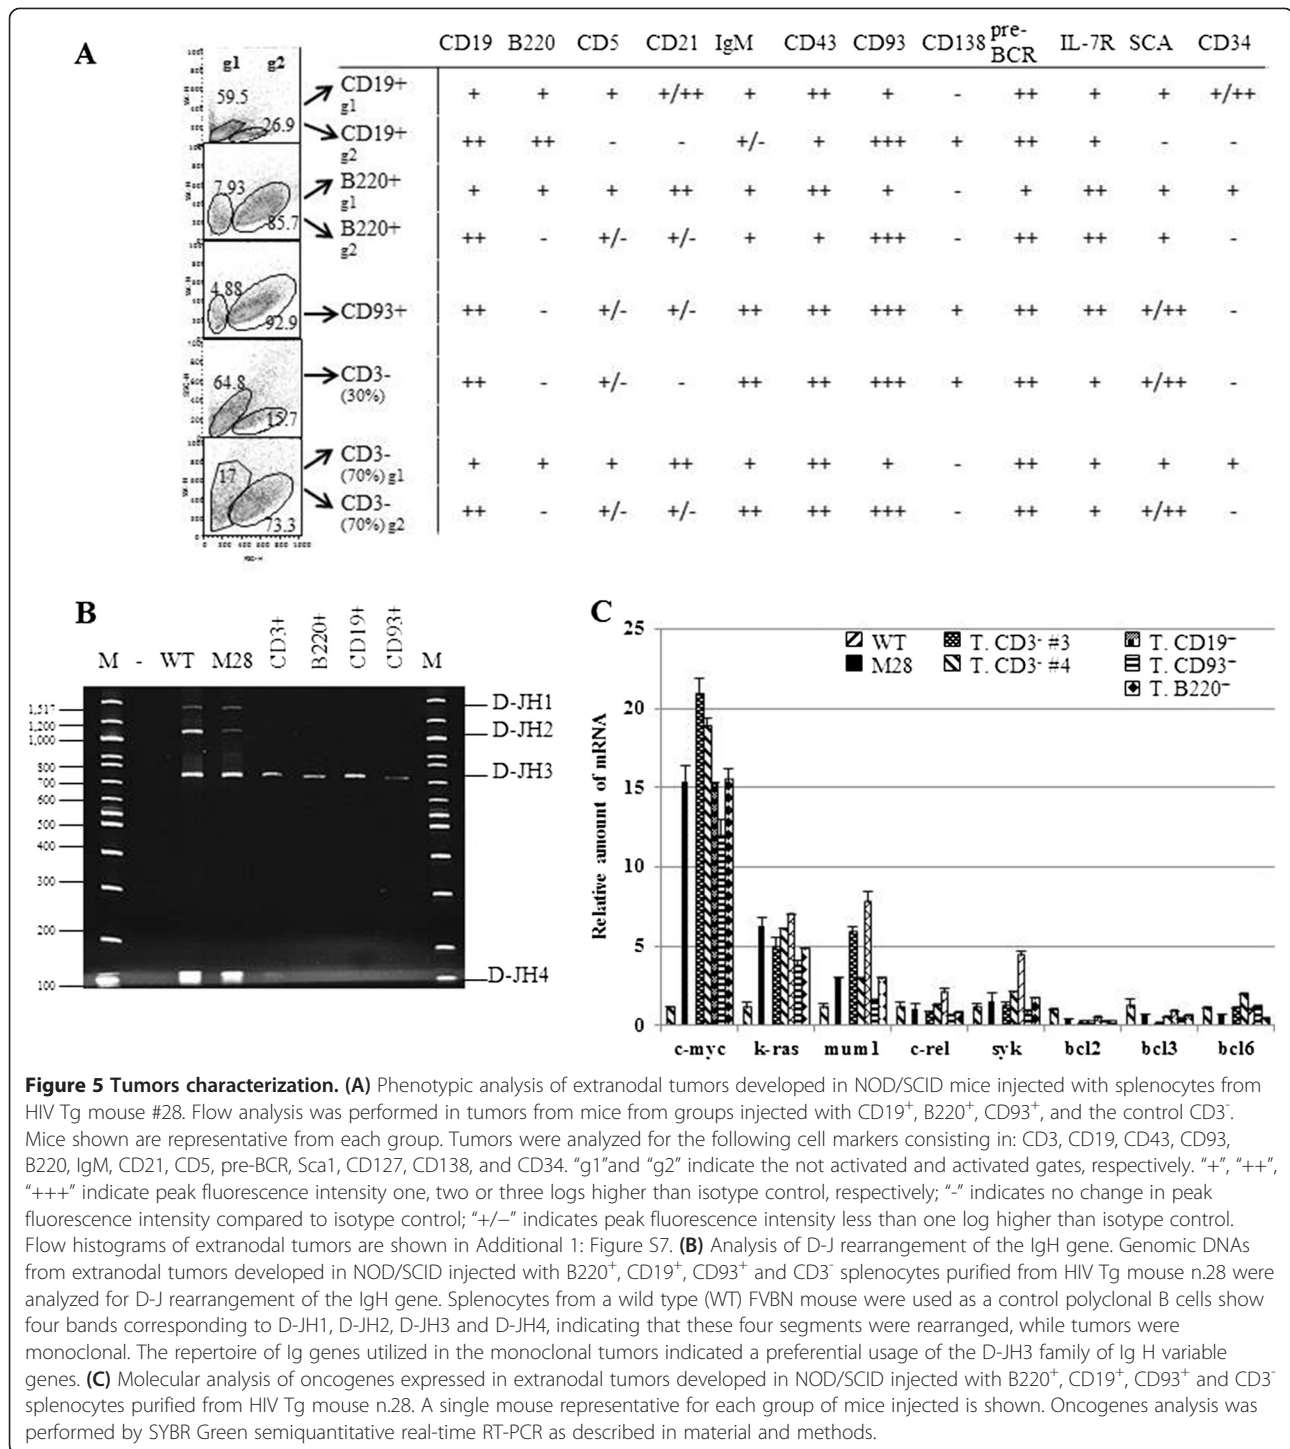 A
CD19 B220 CD5 CD21 IgM CD43 CD93 CD138 pre-BCR IL-7R SCA CD34
g1 g2
59.5
26.9
CD19+ g1 + + + +/++ + ++ + - ++ + + +/++
CD19+ g2 ++ ++ - - +/- + +++ + ++ + - -
7.93
85.7
B220+ g1 + + + ++ + ++ + - + ++ + +
B220+ g2 ++ - +/- +/- + + +++ - ++ ++ + -
4.88
92.9
CD93+ ++ - +/- +/- ++ ++ +++ + ++ ++ +/++ -
64.8
15.7
CD3- (30%) ++ - +/- - ++ ++ +++ + ++ + +/++ -
17
73.3
CD3- (70%) g1 + + + ++ + ++ + - ++ + + +
CD3- (70%) g2 ++ - +/- +/- ++ ++ +++ - ++ + +/++ -
0 200 400 600 800 1000
FSC-H
B
M - WT M28 CD3+ B220+ CD19+ CD93+ M
1,517
1,200
1,000
800
700
600
500
400
300
200
100
D-JH1
D-JH2
D-JH3
D-JH4
C
Relative amount of mRNA
25
20
15
10
5
0
WT
M28
T. CD3- #3
T. CD3- #4
T. CD19-
T. CD93-
T. B220-
c-myc k-ras mum1 c-rel syk bcl2 bcl3 bcl6
Figure 5 Tumors characterization. (A) Phenotypic analysis of extranodal tumors developed in NOD/SCID mice injected with splenocytes from
HIV Tg mouse #28. Flow analysis was performed in tumors from mice from groups injected with CD19+, B220+, CD93+, and the control CD3-.
Mice shown are representative from each group. Tumors were analyzed for the following cell markers consisting in: CD3, CD19, CD43, CD93,
B220, IgM, CD21, CD5, pre-BCR, Sca1, CD127, CD138, and CD34. “g1”and “g2” indicate the not activated and activated gates, respectively. “+”, “++”,
“+++” indicate peak fluorescence intensity one, two or three logs higher than isotype control, respectively; “-” indicates no change in peak
fluorescence intensity compared to isotype control; “+/−” indicates peak fluorescence intensity less than one log higher than isotype control.
Flow histograms of extranodal tumors are shown in Additional 1: Figure S7. (B) Analysis of D-J rearrangement of the IgH gene. Genomic DNAs
from extranodal tumors developed in NOD/SCID injected with B220+, CD19+, CD93+ and CD3- splenocytes purified from HIV Tg mouse n.28 were
analyzed for D-J rearrangement of the IgH gene. Splenocytes from a wild type (WT) FVBN mouse were used as a control polyclonal B cells show
four bands corresponding to D-JH1, D-JH2, D-JH3 and D-JH4, indicating that these four segments were rearranged, while tumors were
monoclonal. The repertoire of Ig genes utilized in the monoclonal tumors indicated a preferential usage of the D-JH3 family of Ig H variable
genes. (C) Molecular analysis of oncogenes expressed in extranodal tumors developed in NOD/SCID injected with B220+, CD19+, CD93+ and CD3-
splenocytes purified from HIV Tg mouse n.28. A single mouse representative for each group of mice injected is shown. Oncogenes analysis was
performed by SYBR Green semiquantitative real-time RT-PCR as described in material and methods.